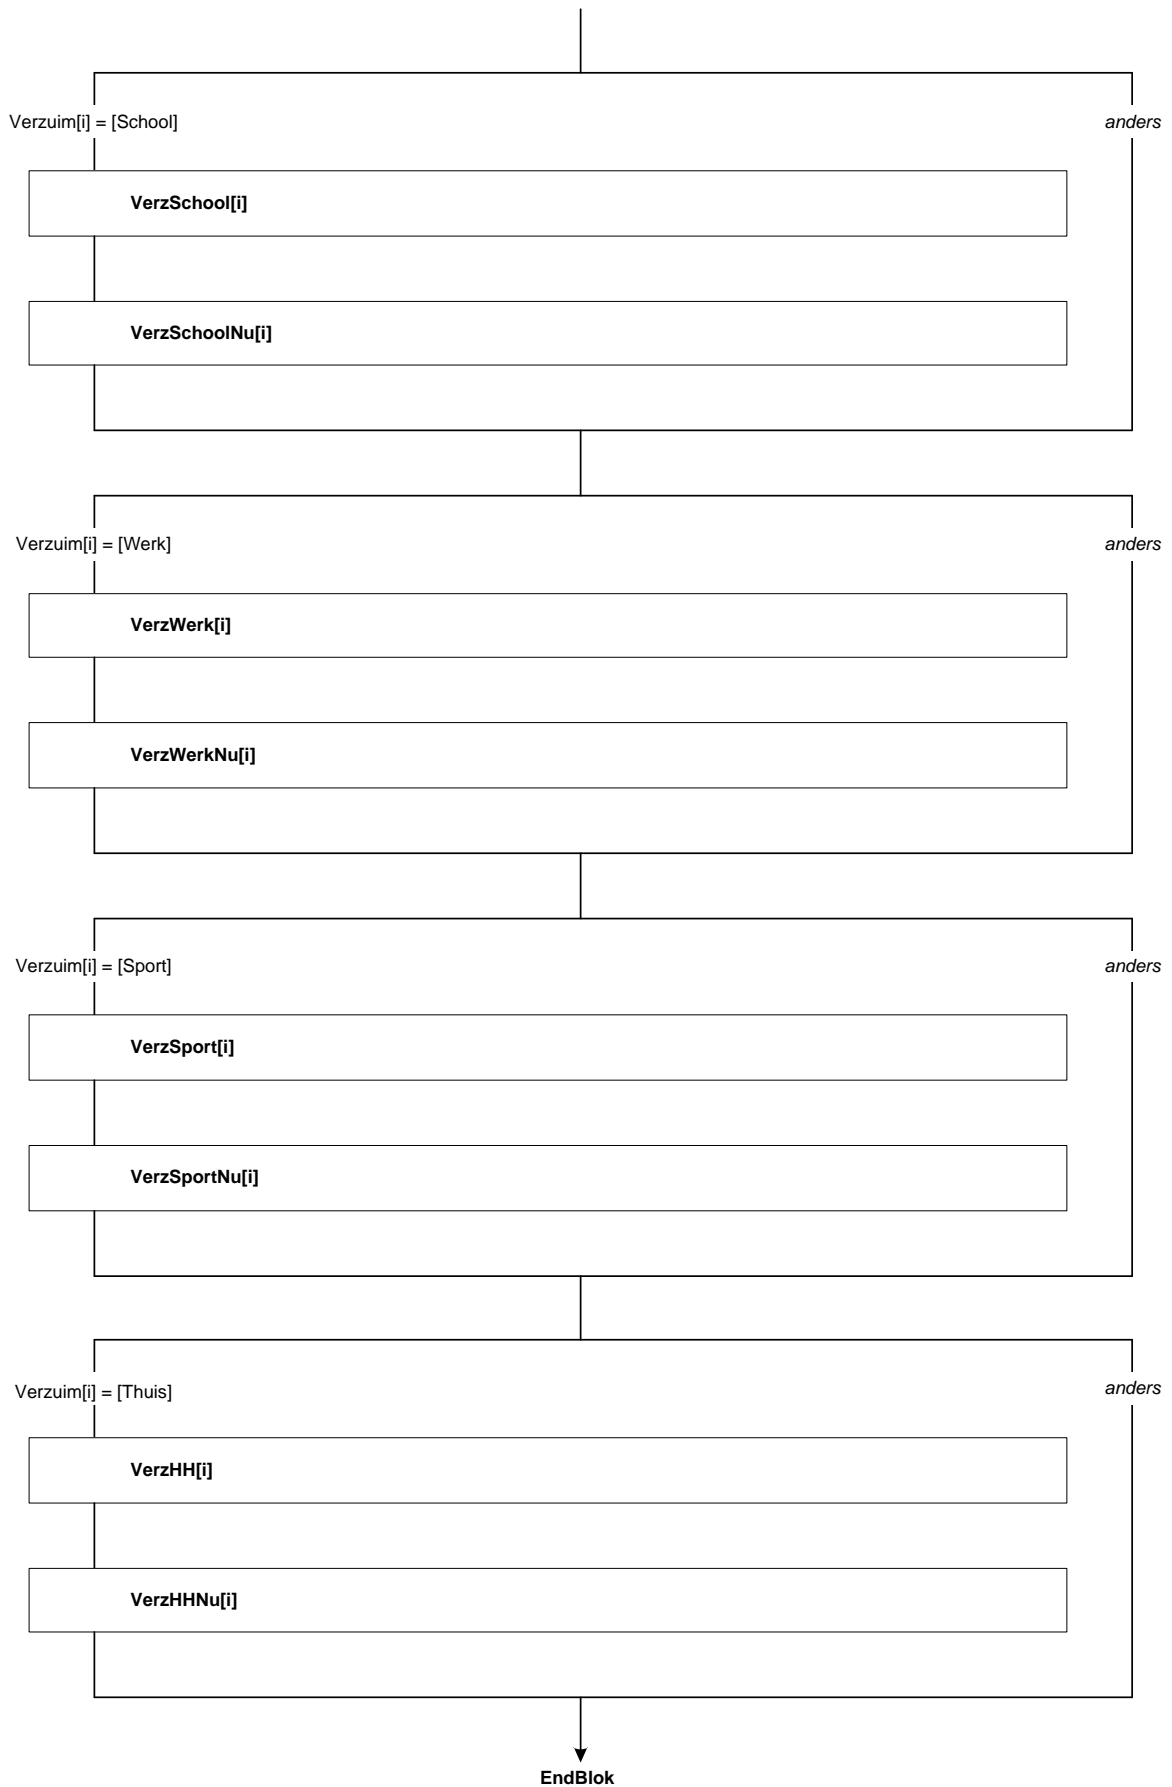 Verzuim[i] = [School]
anders
VerzSchool[i]
VerzSchoolNu[i]
Verzuim[i] = [Werk]
anders
VerzWerk[i]
VerzWerkNu[i]
Verzuim[i] = [Sport]
anders
VerzSport[i]
VerzSportNu[i]
Verzuim[i] = [Thuis]
anders
VerzHH[i]
VerzHHNu[i]
EndBlok